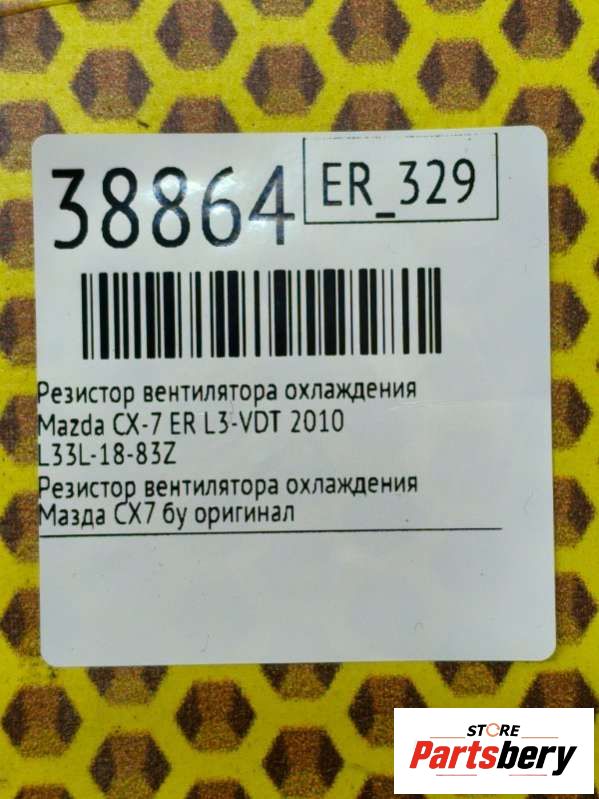 38864
ER_329
Резистор вентилятора охлаждения
Mazda CX-7 ER L3-VDT 2010
L33L-18-83Z
Резистор вентилятора охлаждения
Мазда СХ7 бу оригинал
STORE
Partsbery